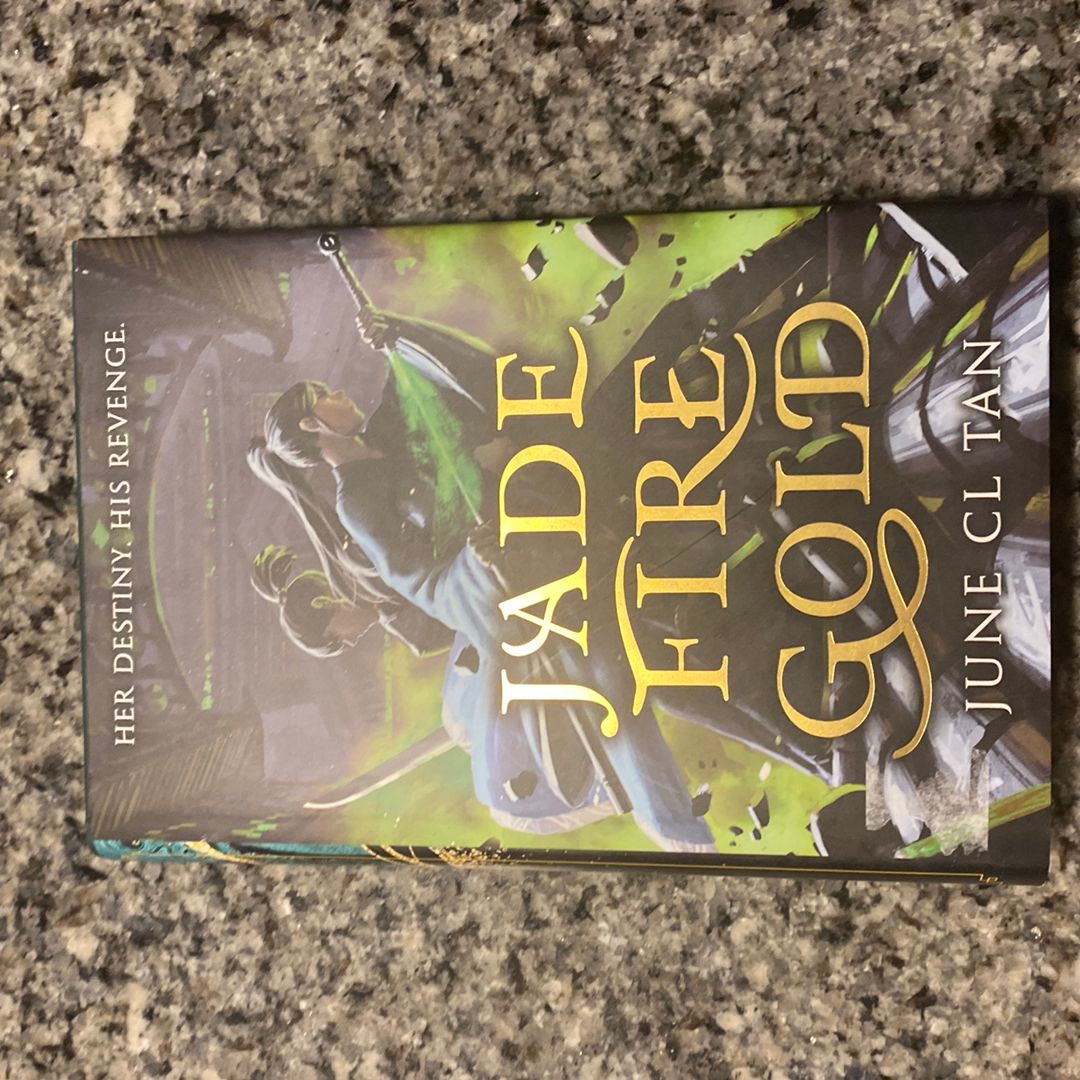 HER DESTINY. HIS REVENGE.
JADE
FIRE
GOLD
JUNE CL TAN